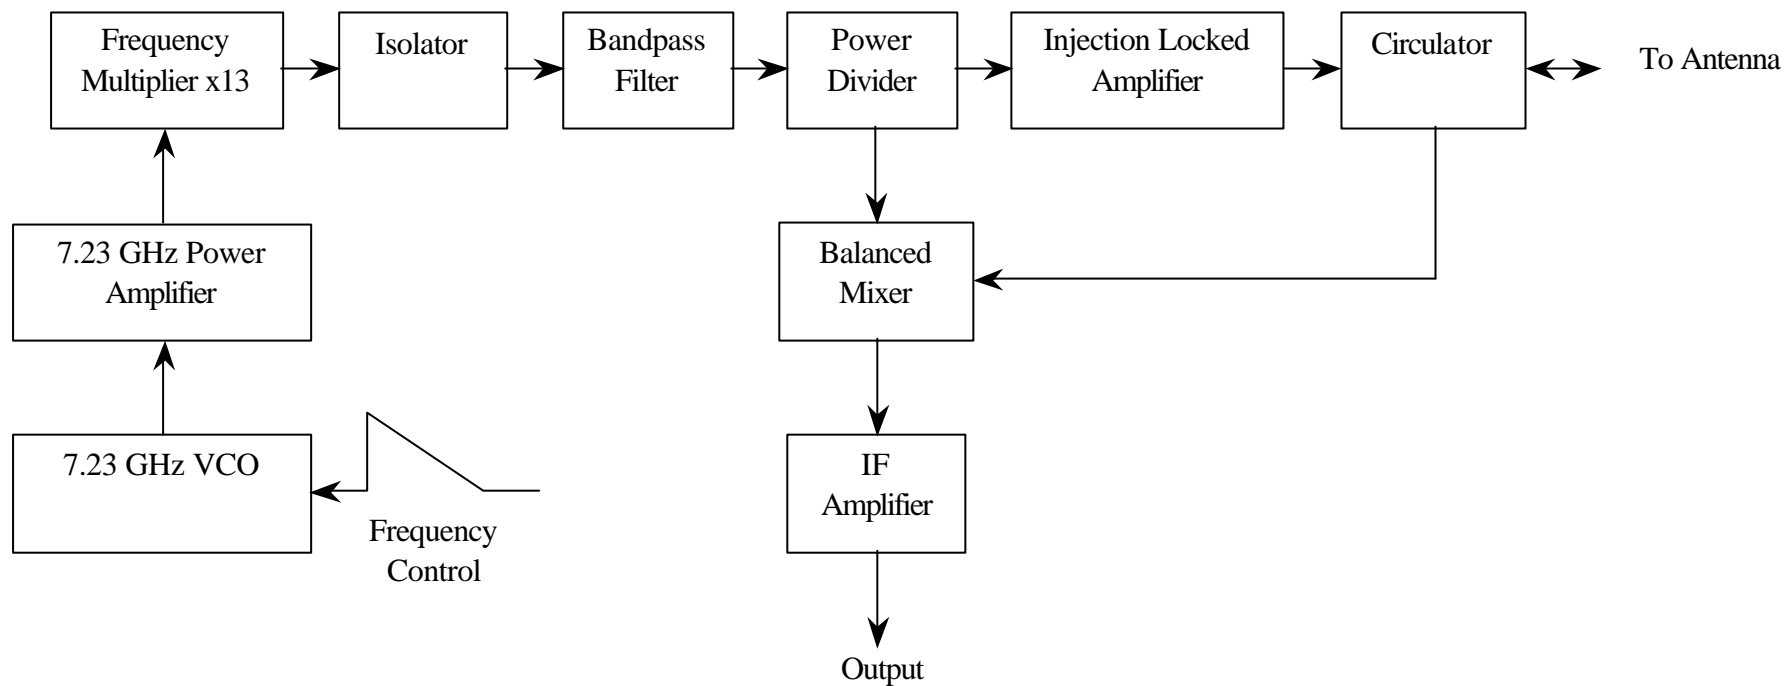 Frequency
Multiplier x13
Isolator
Bandpass
Filter
Power
Divider
Injection Locked
Amplifier
Circulator
To Antenna
7.23 GHz Power
Amplifier
Balanced
Mixer
7.23 GHz VCO
Frequency
Control
IF
Amplifier
Output